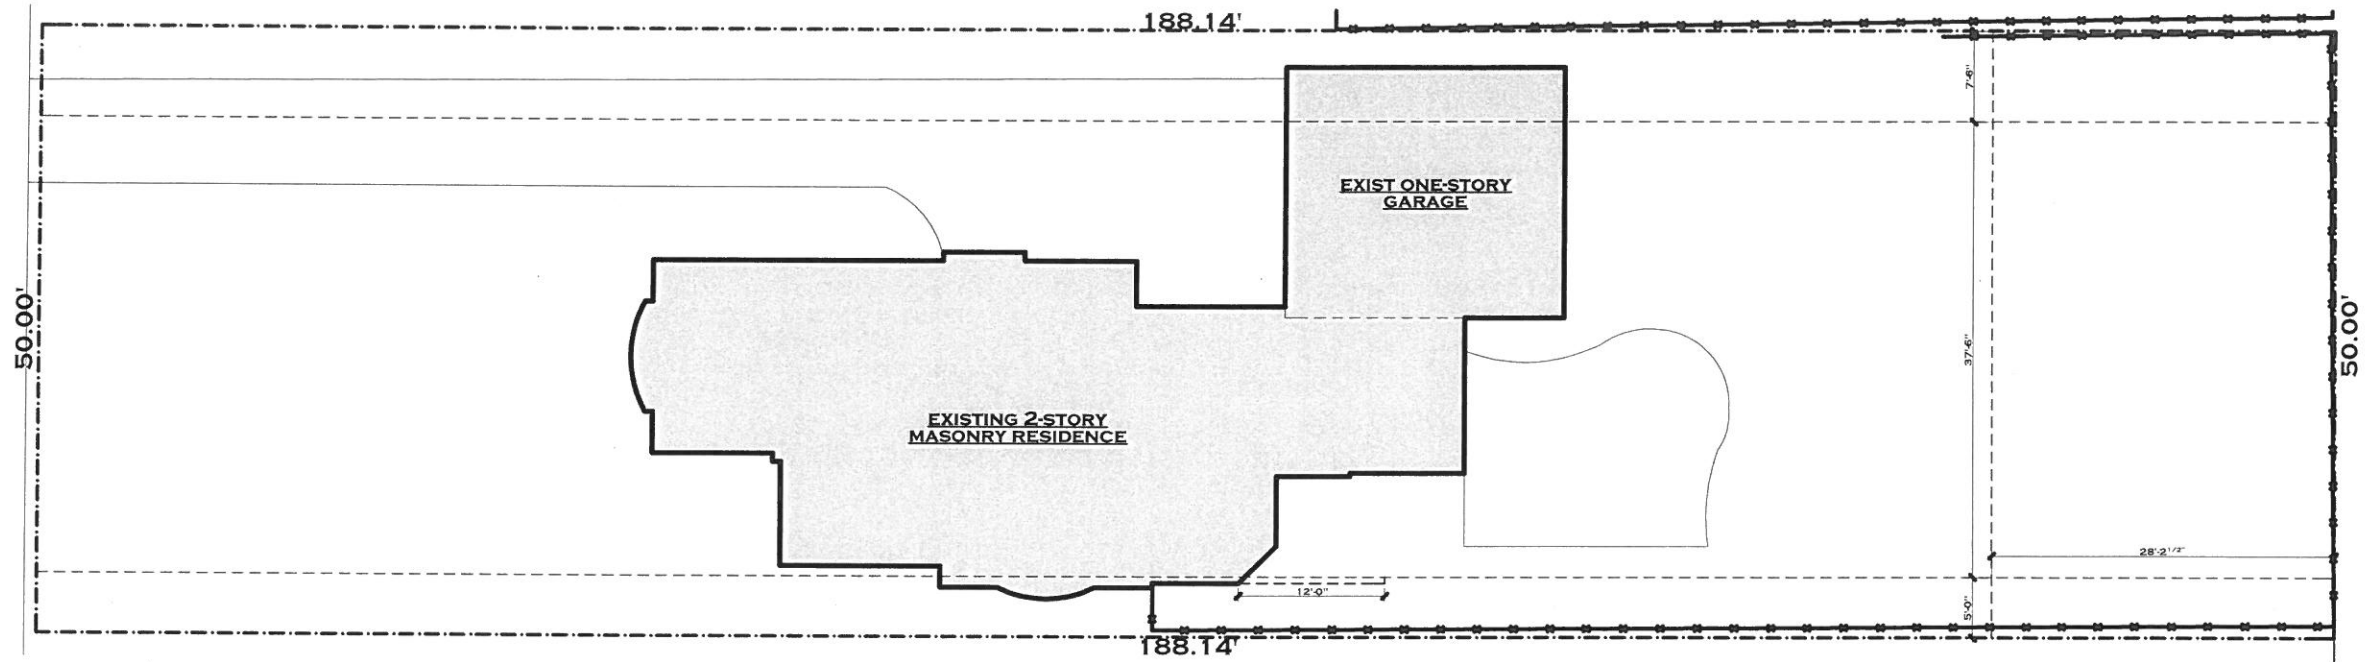 188.14'
7'-6"
EXIST ONE-STORY
GARAGE
50.00'
37'-6"
50.00'
EXISTING 2-STORY
MASONRY RESIDENCE
28'-2 1/2"
12'-0"
5'-0"
188.14'